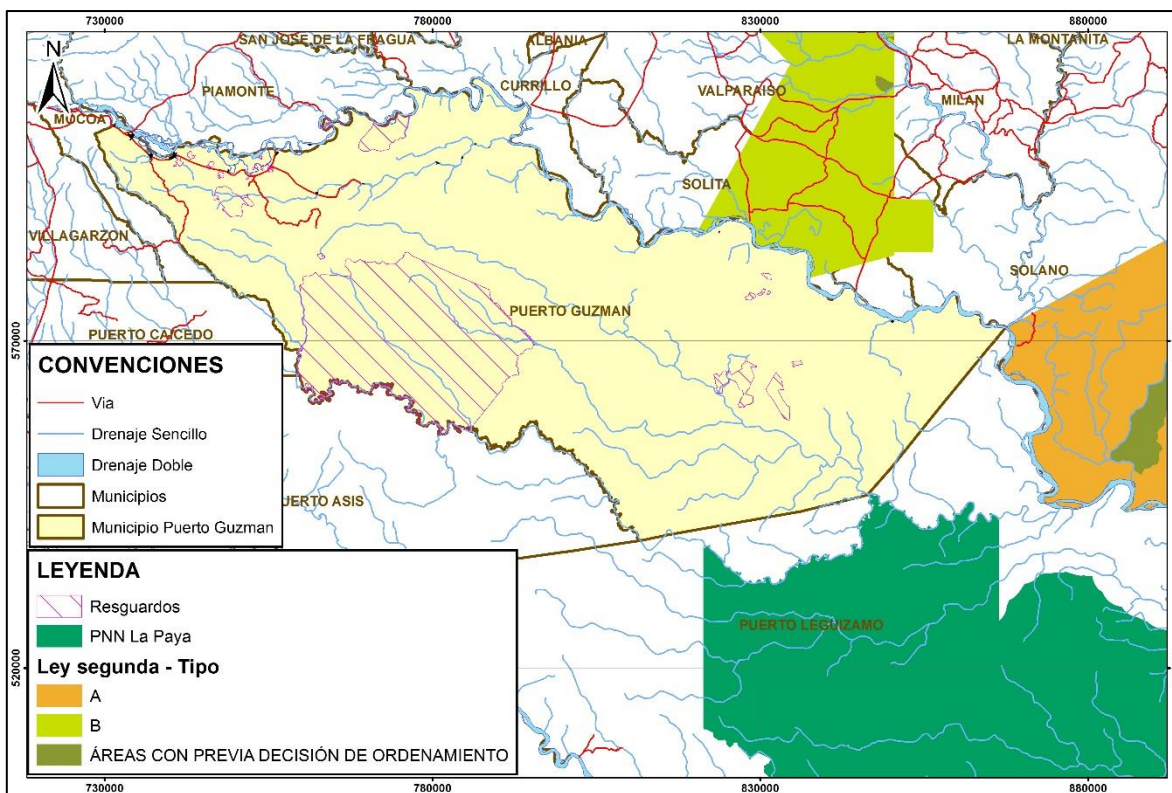 730000 780000 830000 880000
N
SAN JOSE DE LA FRAGUA
ALBANIA
LA MONTAÑITA
PIAMONTE
CURRILLO
VALPARAISO
MILAN
MOCOA
SOLITA
VILLAGARZON
SOLANO
PUERTO GUZMAN
PUERTO CAICEDO
570000
570000
CONVENCIONES
Via
Drenaje Sencillo
Drenaje Doble
Municipios
Municipio Puerto Guzman
UERTO ASIS
LEYENDA
Resguardos
PNN La Paya
PUERTO LEGUIZAMO
Ley segunda - Tipo
A
B
ÁREAS CON PREVIA DECISIÓN DE ORDENAMIENTO
520000
520000
730000 780000 830000 880000